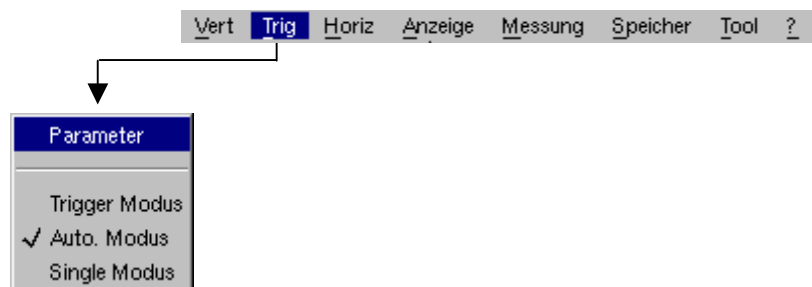 Vert Trig Horiz Anzeige Messung Speicher Tool ?
Parameter
Trigger Modus
Auto. Modus
Single Modus